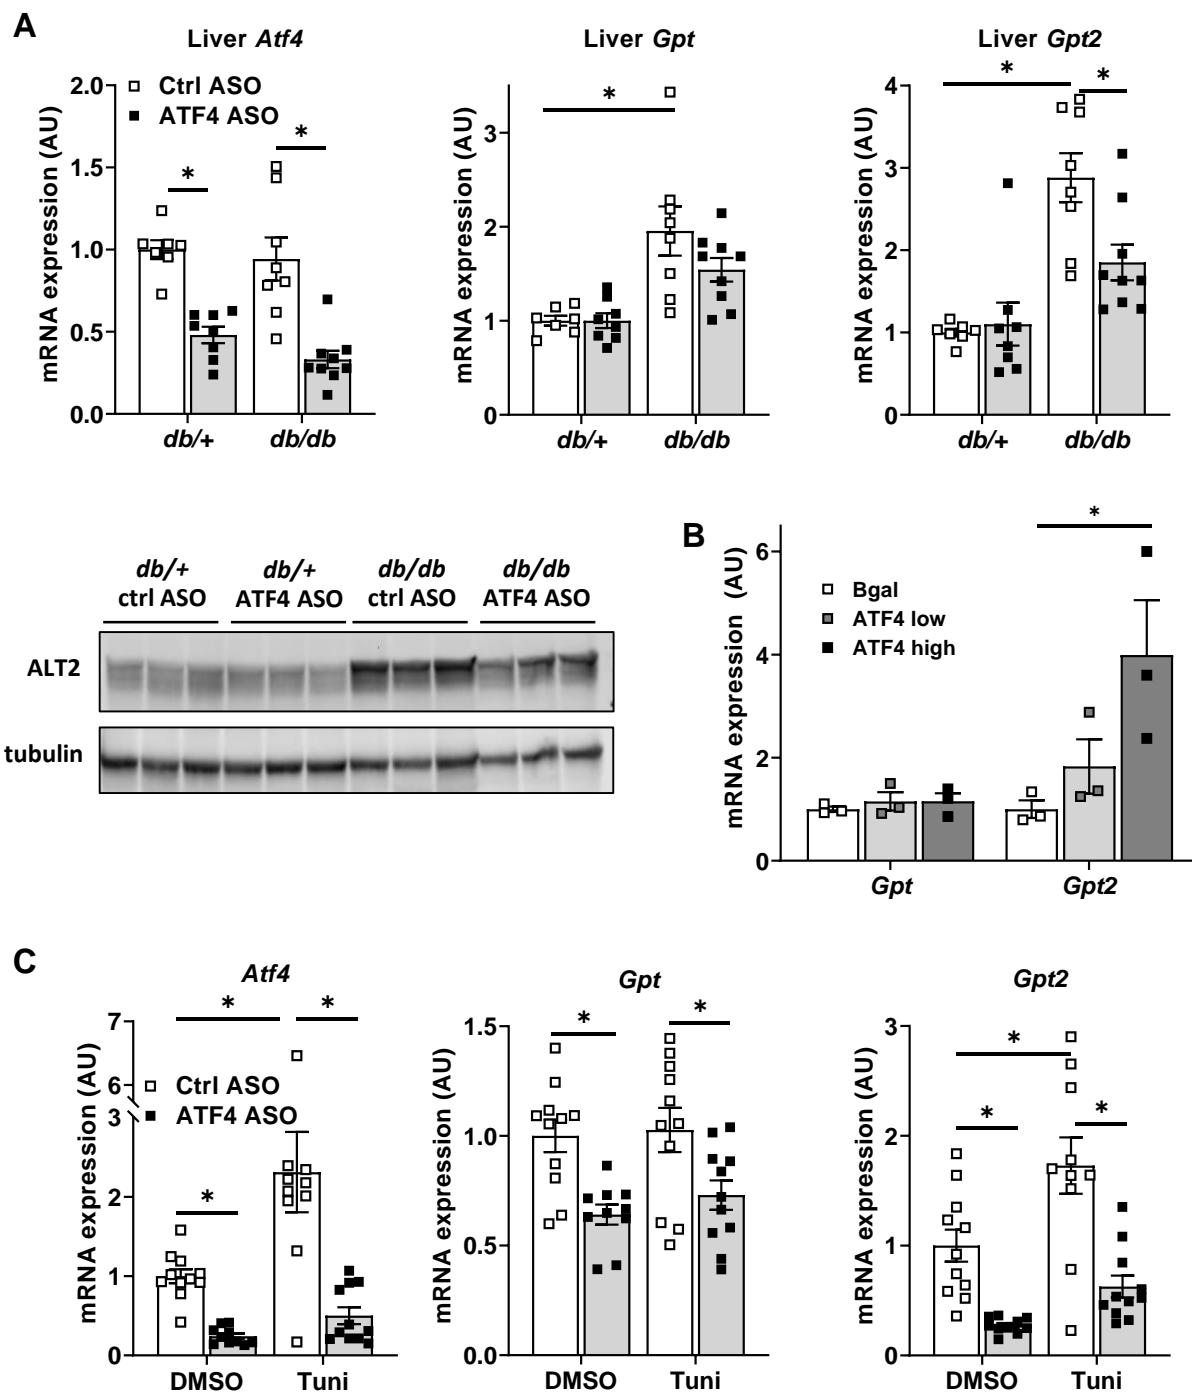 A
Liver Atf4
Liver Gpt
Liver Gpt2
mRNA expression (AU)
2.0
1.5
1.0
0.5
0.0
Ctrl ASO
ATF4 ASO
*
*
db/+
db/db
mRNA expression (AU)
3
2
1
0
*
db/+
db/db
mRNA expression (AU)
4
3
2
1
0
*
*
db/+
db/db
db/+
ctrl ASO
db/+
ATF4 ASO
db/db
ctrl ASO
db/db
ATF4 ASO
ALT2
tubulin
B
mRNA expression (AU)
6
4
2
0
Bgal
ATF4 low
ATF4 high
*
Gpt
Gpt2
C
Atf4
mRNA expression (AU)
7
6
3
2
1
0
Ctrl ASO
ATF4 ASO
*
*
*
DMSO
Tuni
Gpt
mRNA expression (AU)
1.5
1.0
0.5
0.0
*
*
DMSO
Tuni
Gpt2
mRNA expression (AU)
3
2
1
0
*
*
*
DMSO
Tuni